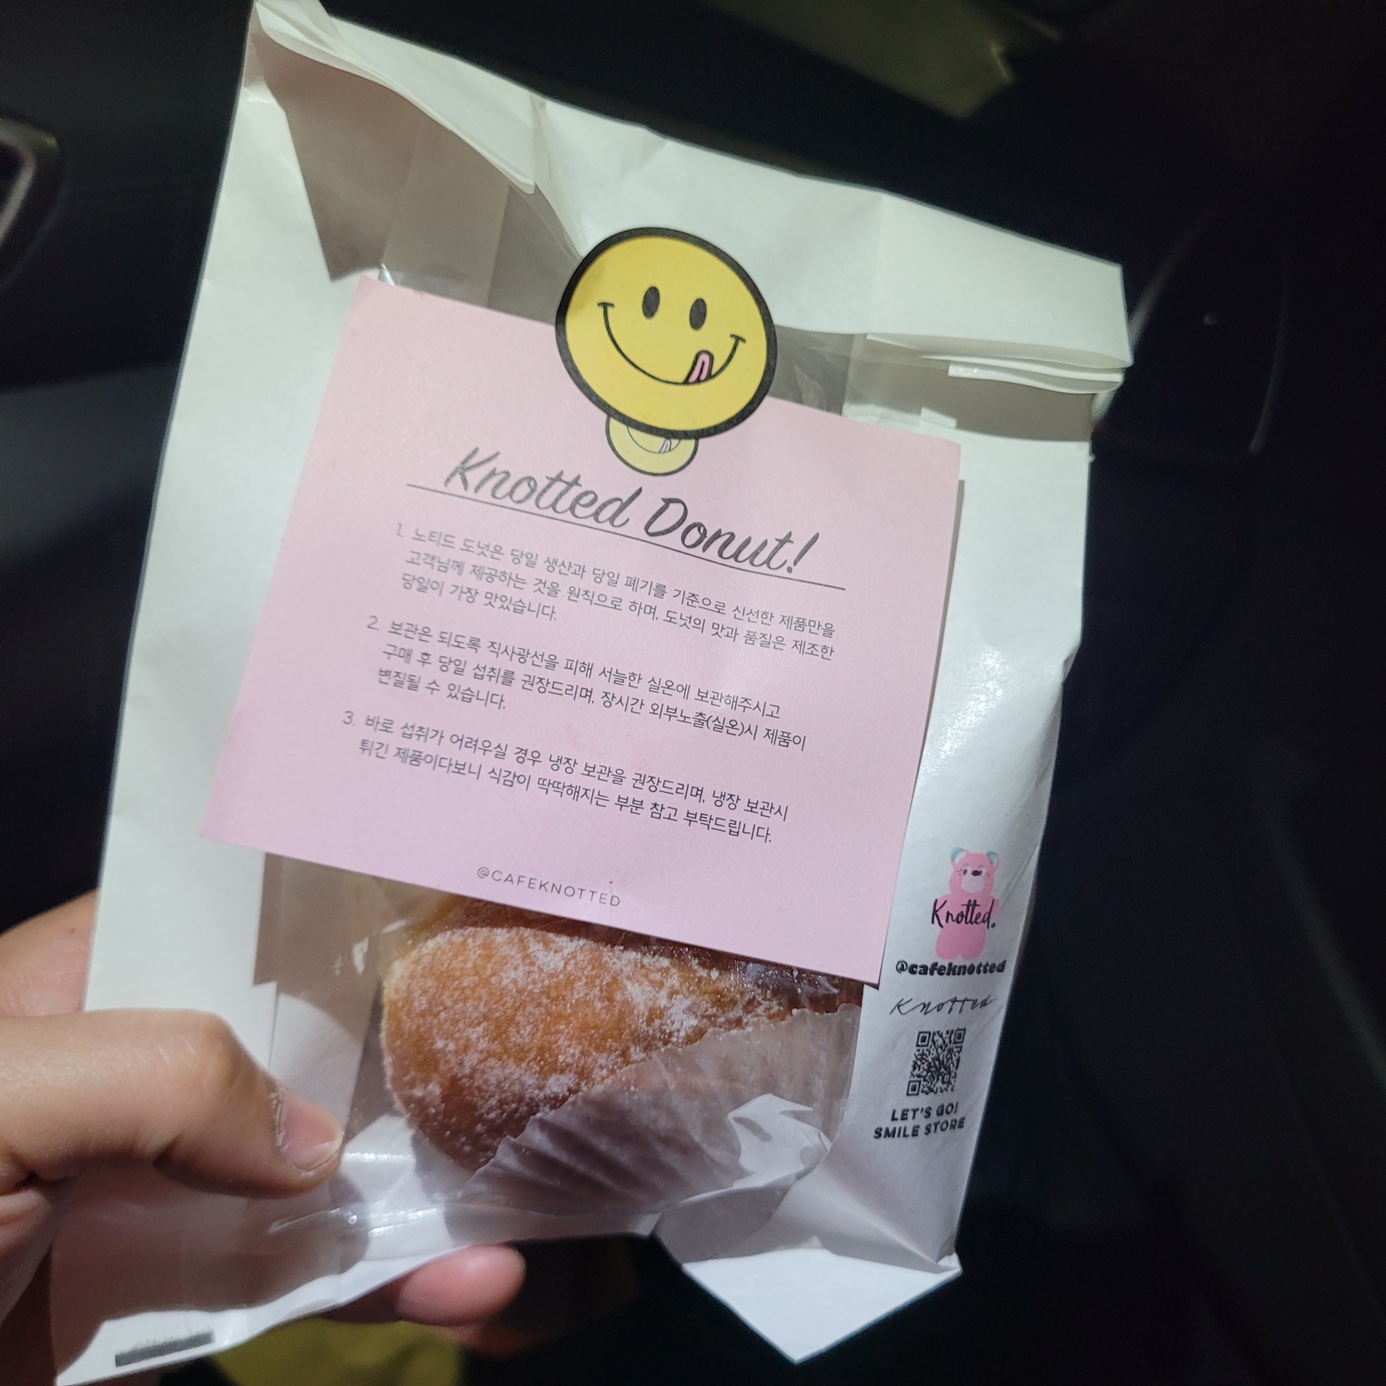 Knotted Donut!
1. 노티드 도넛은 당일 생산과 당일 폐기를 기준으로 신선한 제품만을
고객님께 제공하는 것을 원칙으로 하며, 도넛의 맛과 품질은 제조한
당일이 가장 맛있습니다.
2. 보관은 되도록 직사광선을 피해 서늘한 실온에 보관해주시고
구매 후 당일 섭취를 권장드리며, 장시간 외부노출(실온)시 제품이
변질될 수 있습니다.
3. 바로 섭취가 어려우실 경우 냉장 보관을 권장드리며, 냉장 보관시
튀긴 제품이다보니 식감이 딱딱해지는 부분 참고 부탁드립니다.
@CAFEKNOTTED
Knotted.
@cafeknotted
Knotted
LET'S GO!
SMILE STORE